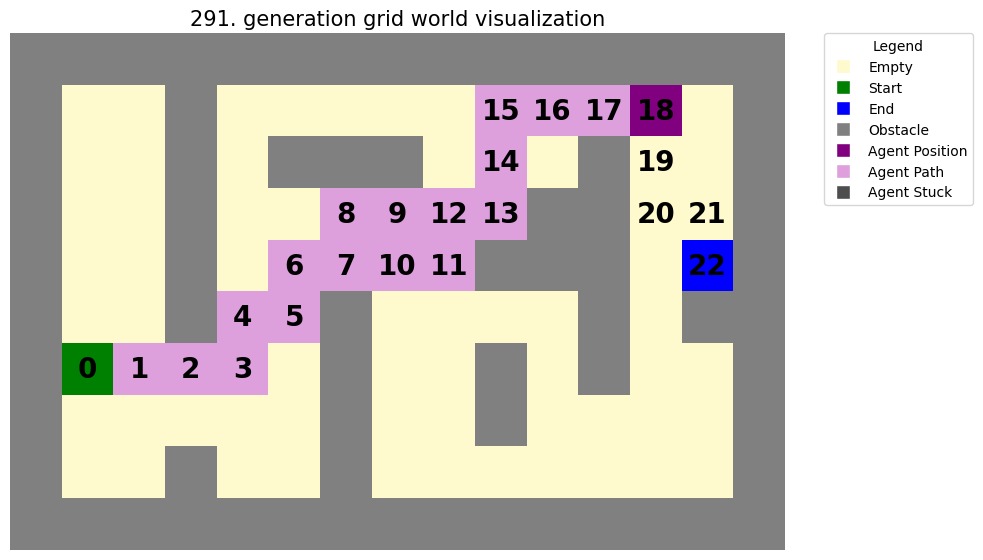 291. generation grid world visualization
Legend
Empty
Start
End
Obstacle
Agent Position
Agent Path
Agent Stuck
15 16 17 18
14 19
8 9 12 13 20 21
6 7 10 11 22
4 5
0 1 2 3